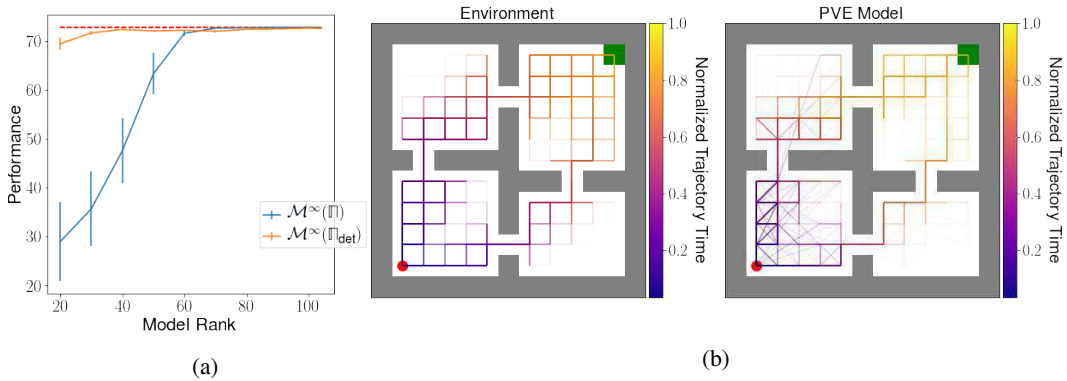 Performance
70
60
50
40
30
20
20
40
60
80
100
Model Rank
ℳ^∞(ℿ)
ℳ^∞(ℿ_det)
(a)
Environment
1.0
0.8
0.6
0.4
0.2
Normalized Trajectory Time
PVE Model
1.0
0.8
0.6
0.4
0.2
Normalized Trajectory Time
(b)